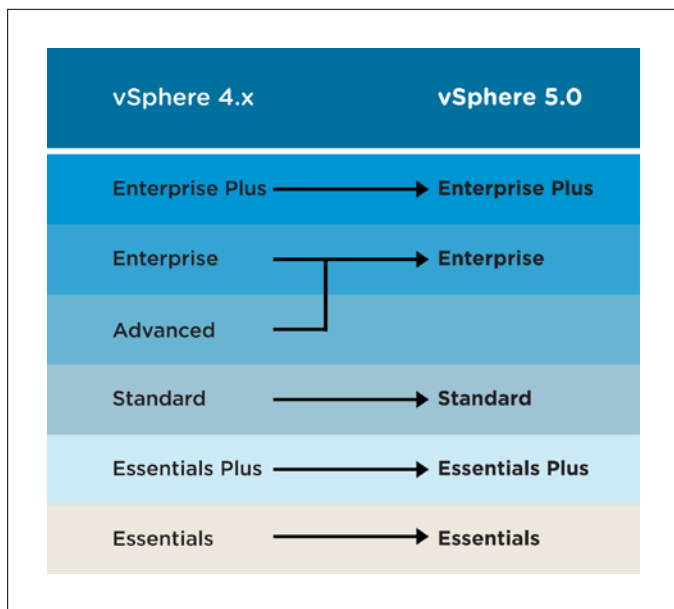 vSphere 4.x vSphere 5.0
Enterprise Plus Enterprise Plus
Enterprise Enterprise
Advanced
Standard Standard
Essentials Plus Essentials Plus
Essentials Essentials